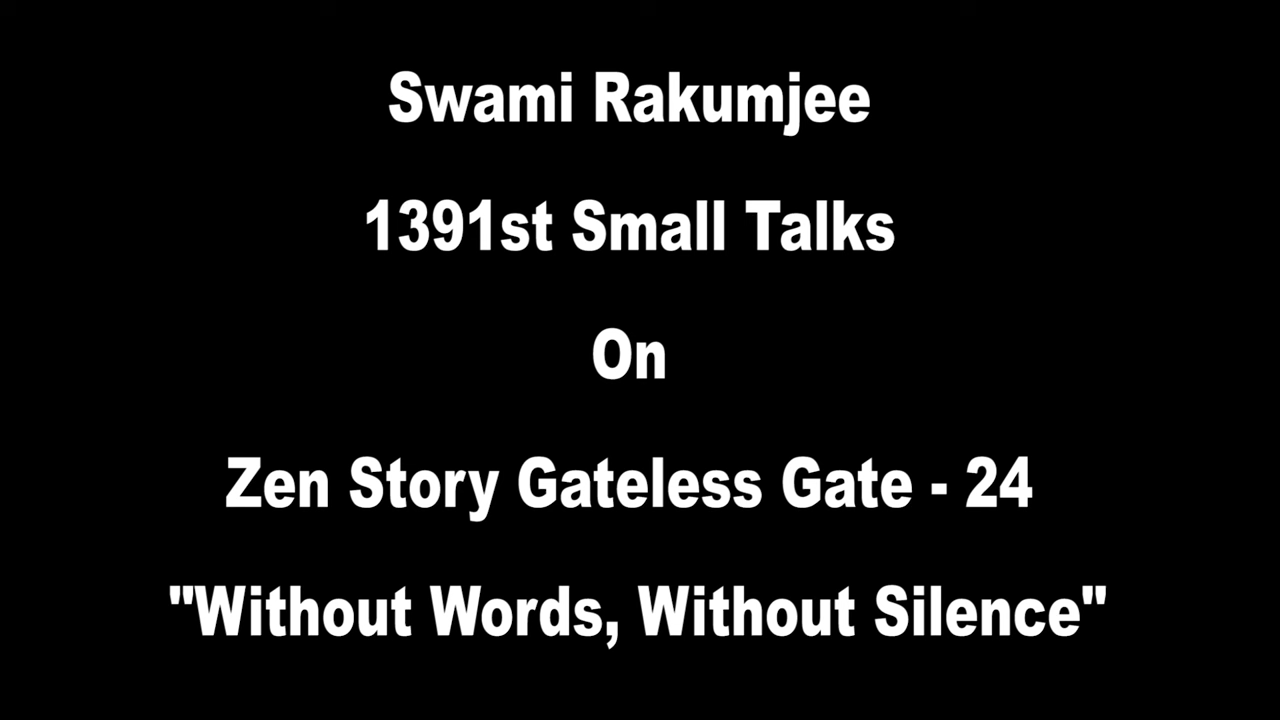 Swami Rakumjee
1391st Small Talks
On
Zen Story Gateless Gate - 24
"Without Words, Without Silence"